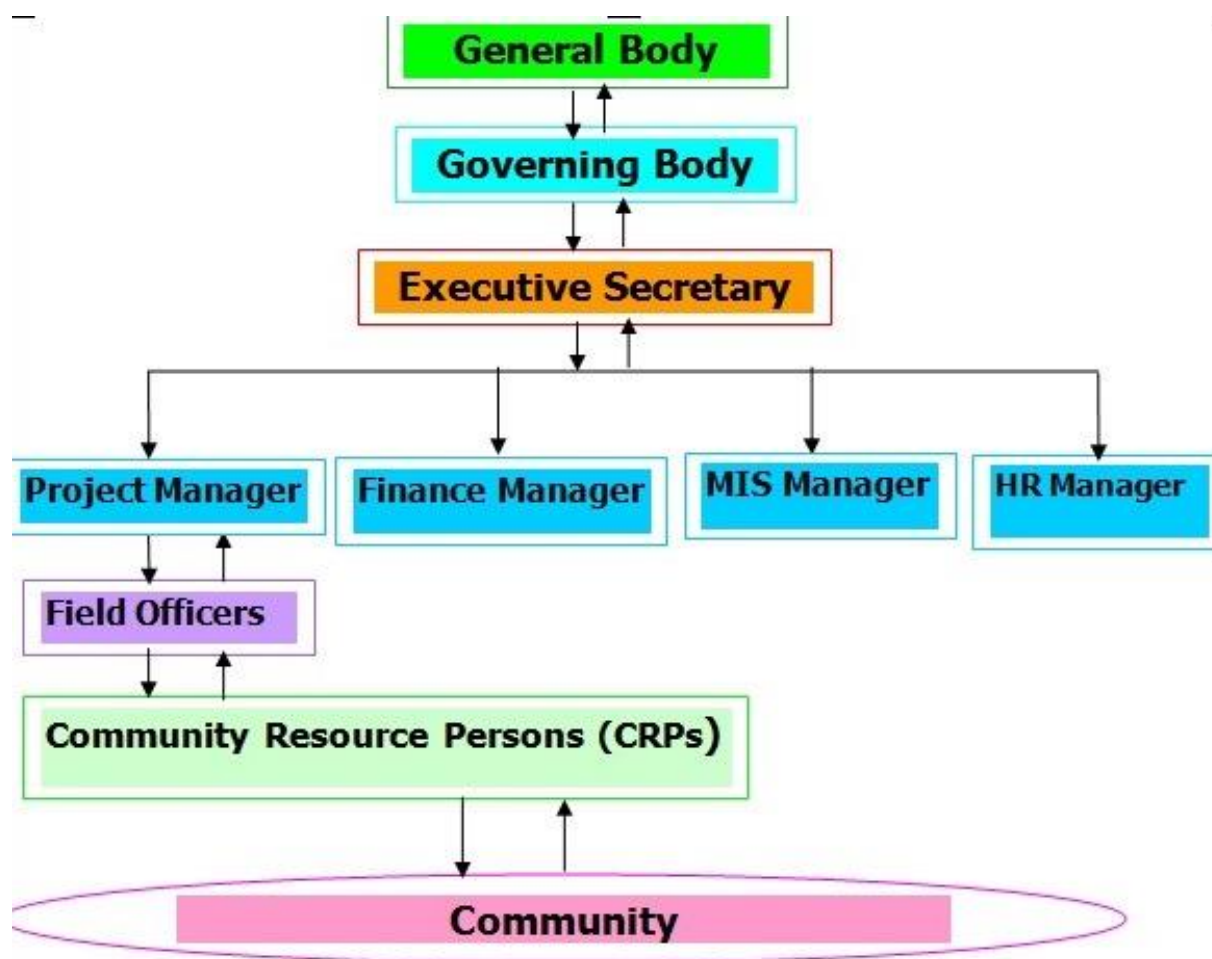 General Body
Governing Body
Executive Secretary
Project Manager
Finance Manager
MIS Manager
HR Manager
Field Officers
Community Resource Persons (CRPs)
Community